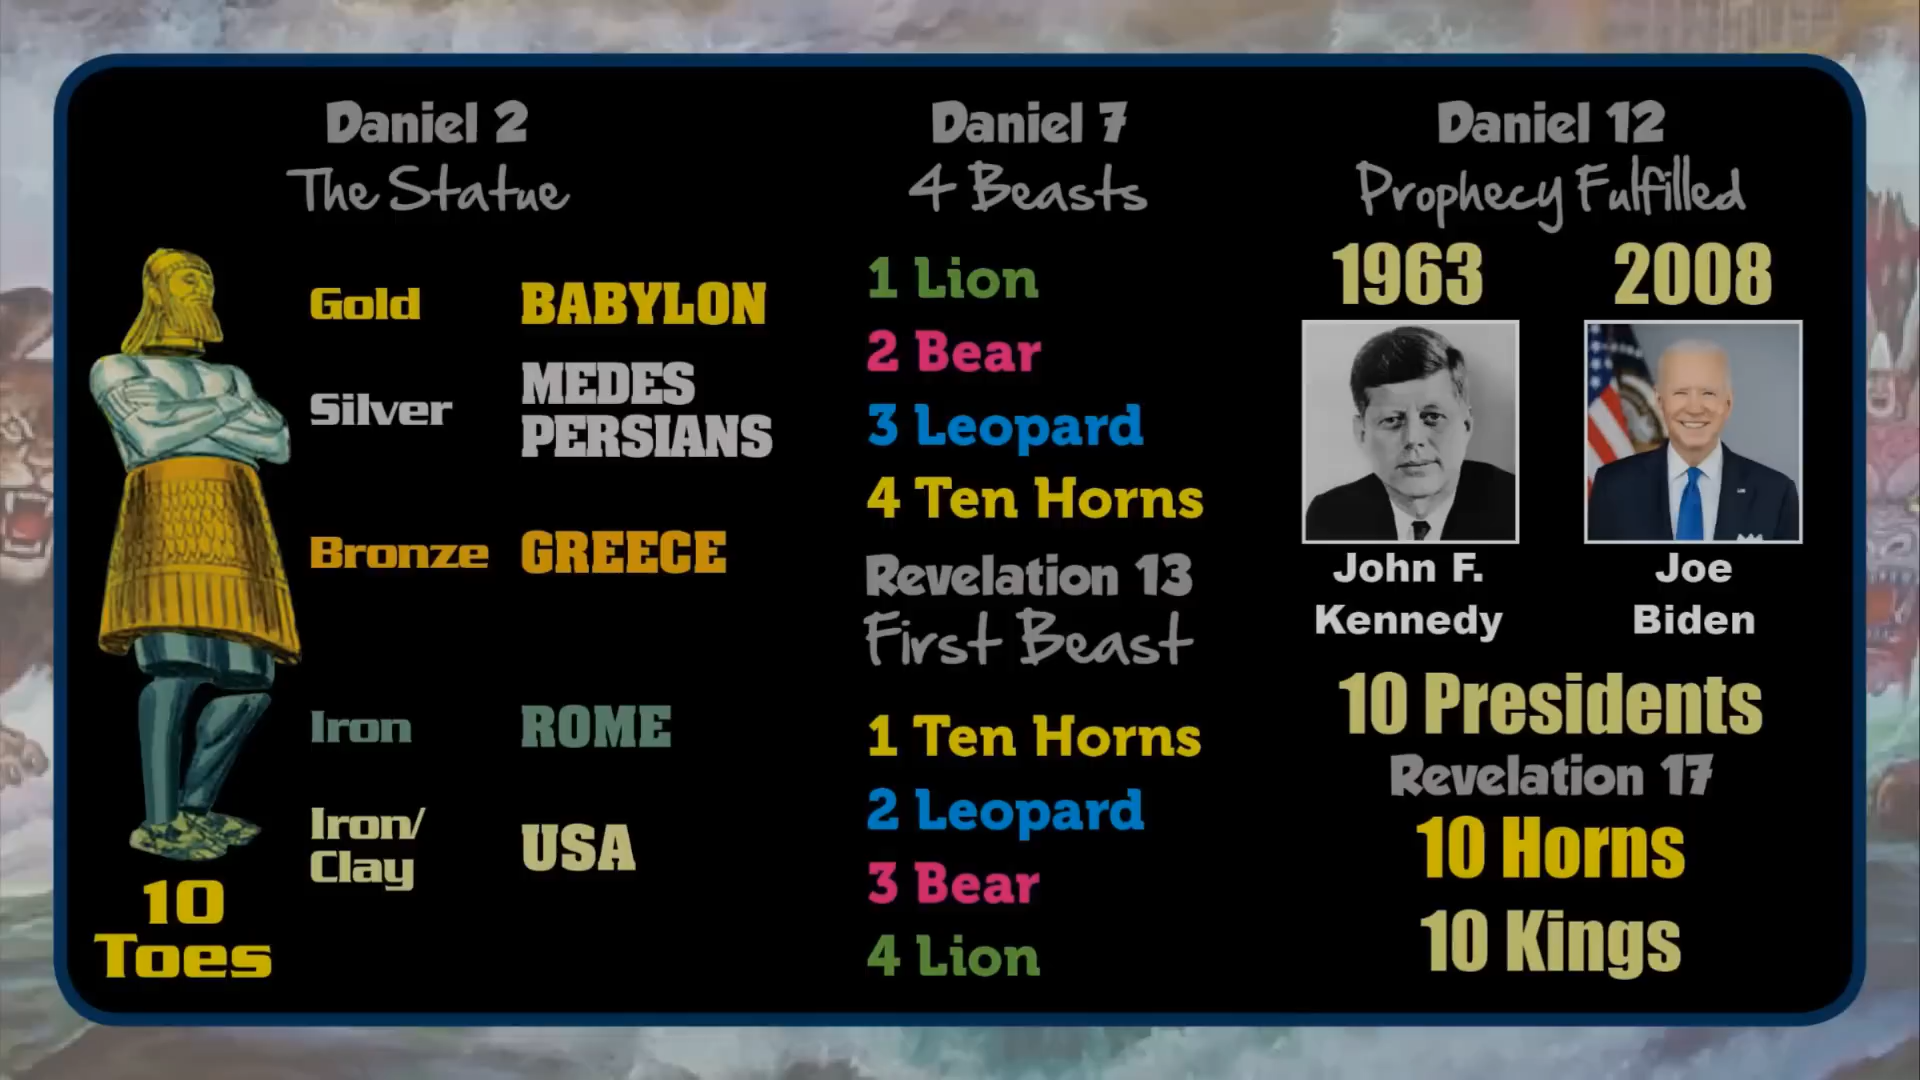 Daniel 2
The Statue
Gold BABYLON
Silver MEDES
PERSIANS
Bronze GREECE
Iron ROME
Iron/
Clay
USA
10
Toes
Daniel 7
4 Beasts
1 Lion
2 Bear
3 Leopard
4 Ten Horns
Revelation 13
First Beast
1 Ten Horns
2 Leopard
3 Bear
4 Lion
Daniel 12
Prophecy Fulfilled
1963 2008
John F.
Kennedy
Joe
Biden
10 Presidents
Revelation 17
10 Horns
10 Kings